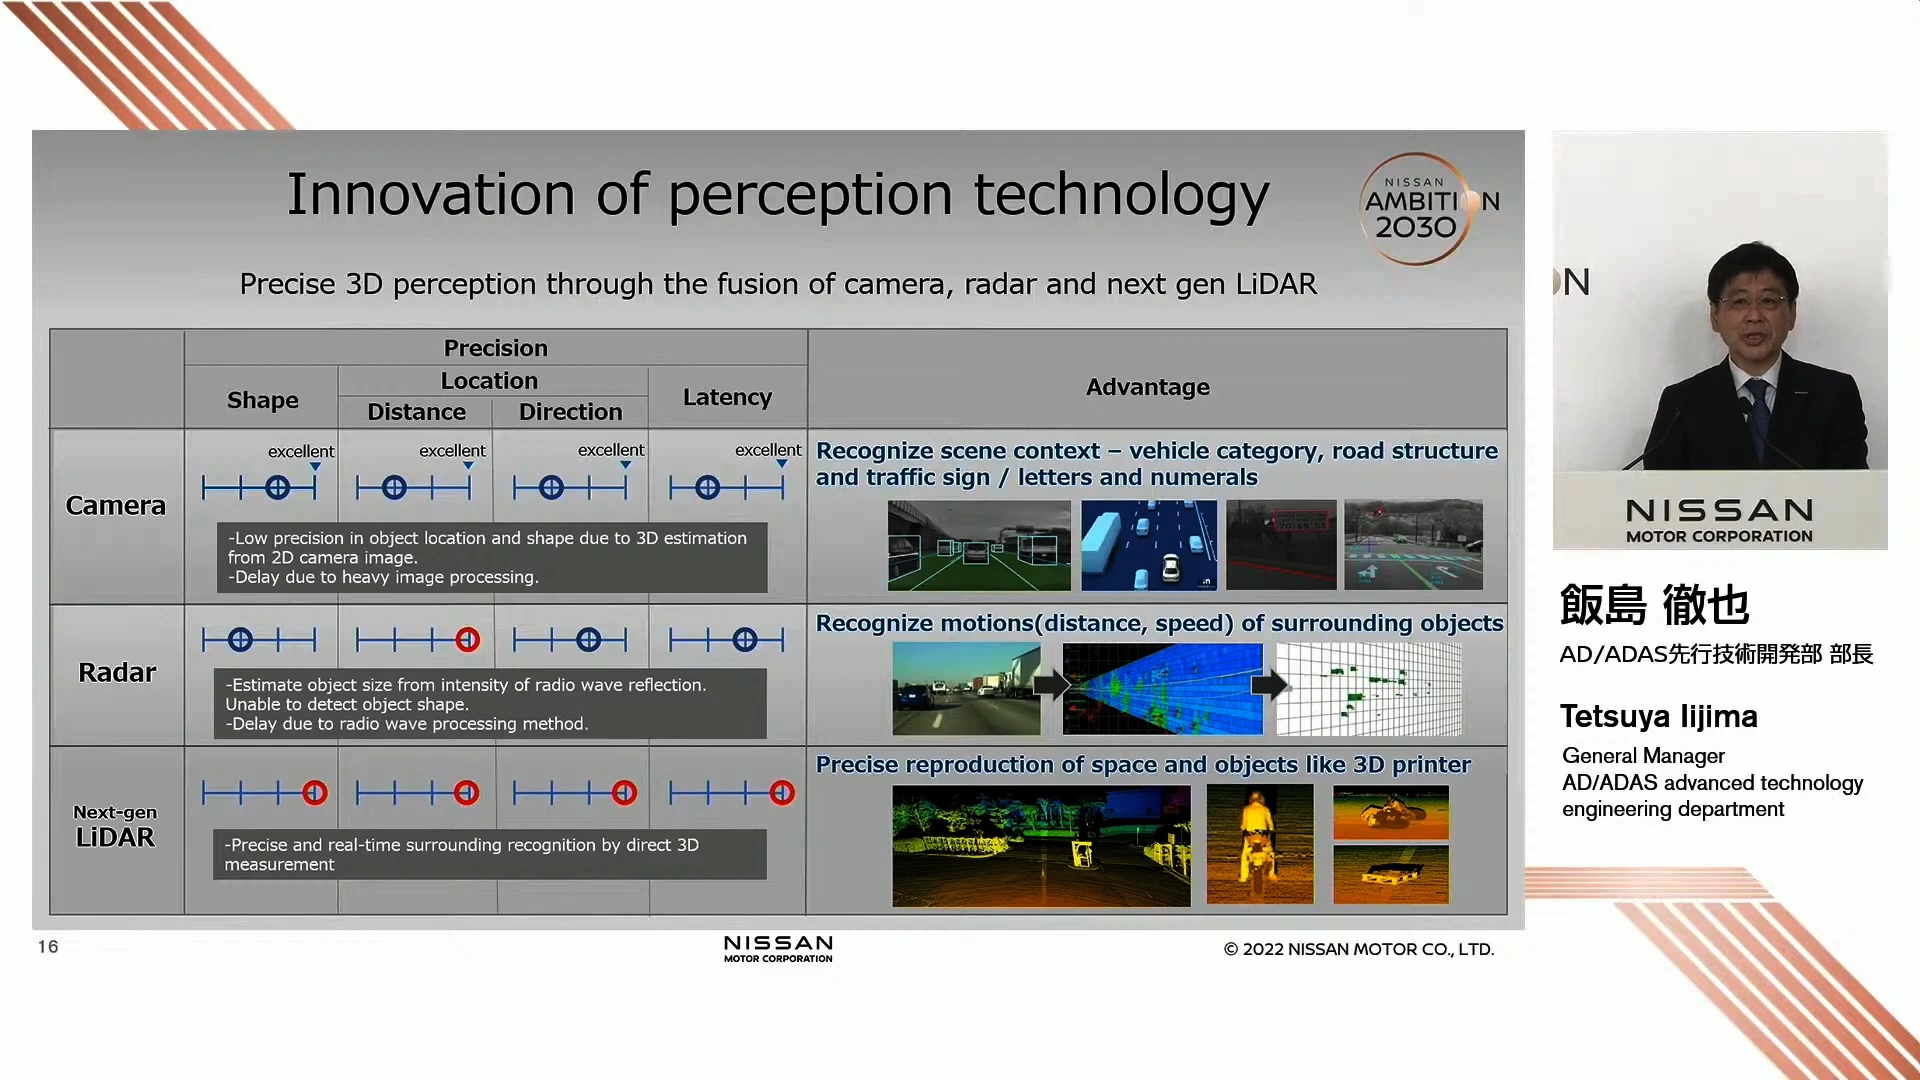 Innovation of perception technology
NISSAN
AMBITION
2030
Precise 3D perception through the fusion of camera, radar and next gen LiDAR
Precision
Shape
Location
Distance
Direction
Latency
Advantage
Camera
excellent
excellent
excellent
excellent
-Low precision in object location and shape due to 3D estimation
from 2D camera image.
-Delay due to heavy image processing.
Recognize scene context – vehicle category, road structure
and traffic sign / letters and numerals
Radar
-Estimate object size from intensity of radio wave reflection.
Unable to detect object shape.
-Delay due to radio wave processing method.
Recognize motions(distance, speed) of surrounding objects
Next-gen
LiDAR
-Precise and real-time surrounding recognition by direct 3D
measurement
Precise reproduction of space and objects like 3D printer
16
NISSAN
MOTOR CORPORATION
© 2022 NISSAN MOTOR CO., LTD.
N
NISSAN
MOTOR CORPORATION
飯島 徹也
AD/ADAS先行技術開発部 部長
Tetsuya Iijima
General Manager
AD/ADAS advanced technology
engineering department